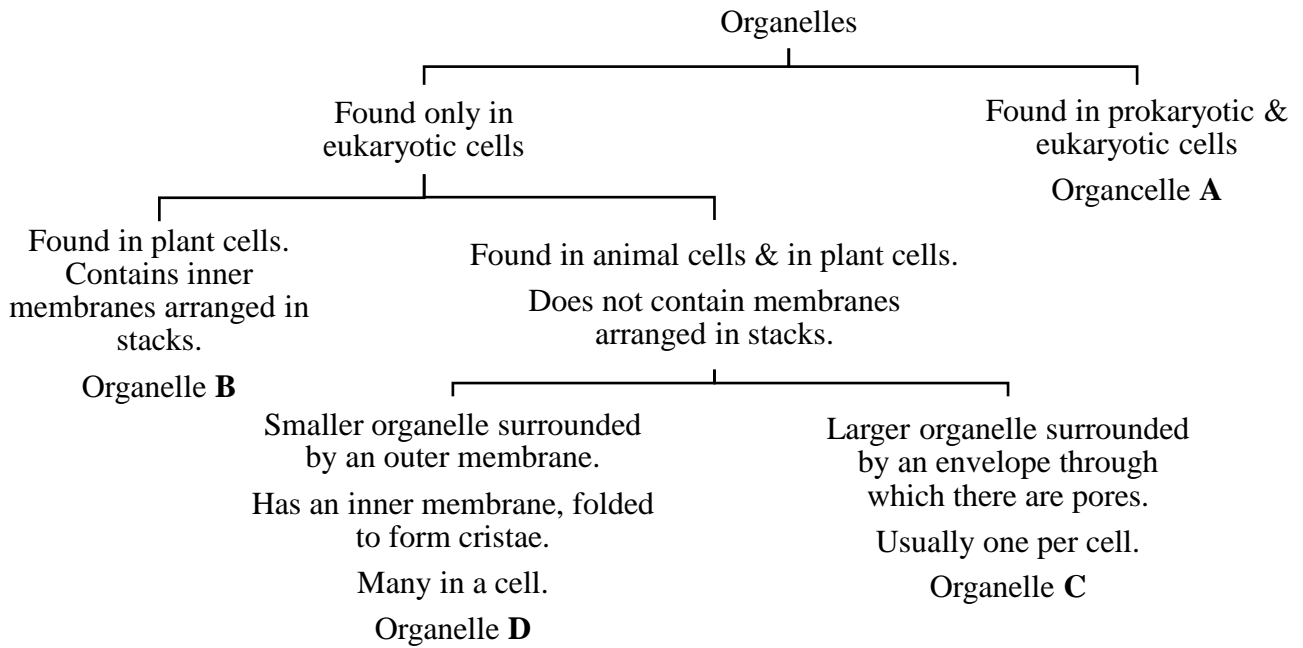 Organelles
Found only in
eukaryotic cells
Found in prokaryotic &
eukaryotic cells
Organcelle A
Found in plant cells.
Contains inner
membranes arranged in
stacks.
Organelle B
Found in animal cells & in plant cells.
Does not contain membranes
arranged in stacks.
Smaller organelle surrounded
by an outer membrane.
Has an inner membrane, folded
to form cristae.
Many in a cell.
Organelle D
Larger organelle surrounded
by an envelope through
which there are pores.
Usually one per cell.
Organelle C